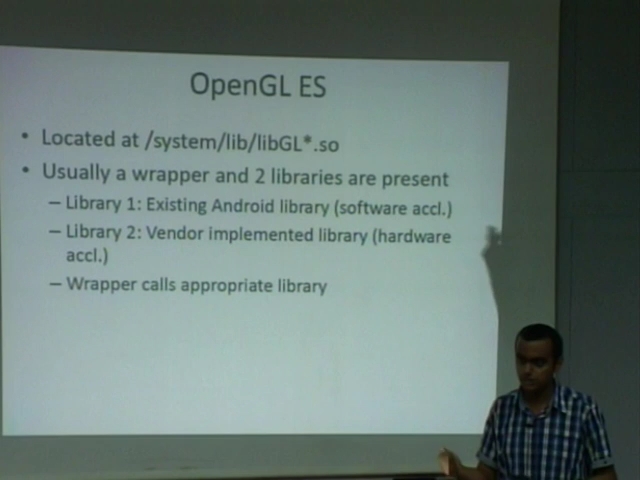 OpenGL ES
• Located at /system/lib/libGL*.so
• Usually a wrapper and 2 libraries are present
– Library 1: Existing Android library (software accl.)
– Library 2: Vendor implemented library (hardware
accl.)
– Wrapper calls appropriate library